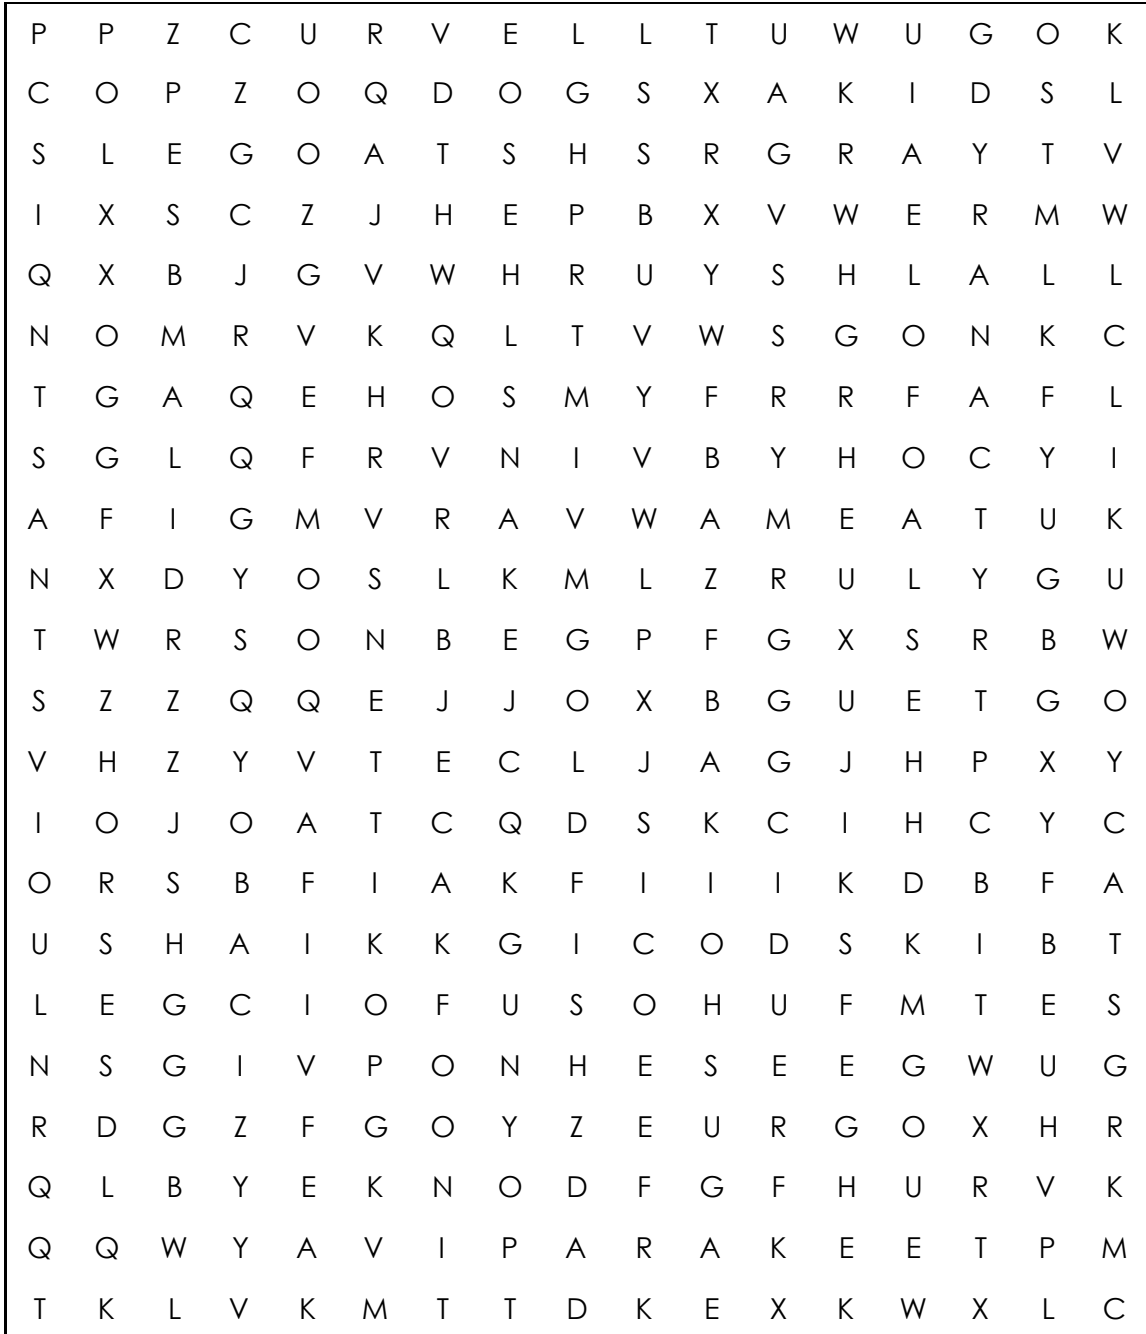 P P Z C U R V E L L T U W U G O K
C O P Z O Q D O G S X A K I D S L
S L E G O A T S H S R G R A Y T V
I X S C Z J H E P B X V W E R M W
Q X B J G V W H R U Y S H L A L L
N O M R V K Q L T V W S G O N K C
T G A Q E H O S M Y F R R F A F L
S G L Q F R V N I V B Y H O C Y I
A F I G M V R A V W A M E A T U K
N X D Y O S L K M L Z R U L Y G U
T W R S O N B E G P F G X S R B W
S Z Z Q Q E J J O X B G U E T G O
V H Z Y V T E C L J A G J H P X Y
I O J O A T C Q D S K C I H C Y C
O R S B F I A K F I I I K D B F A
U S H A I K K G I C O D S K I B T
L E G C I O F U S O H U F M T E S
N S G I V P O N H E S E E G W U G
R D G Z F G O Y Z E U R G O X H R
Q L B Y E K N O D F G F H U R V K
Q Q W Y A V I P A R A K E E T P M
T K L V K M T T D K E X K W X L C